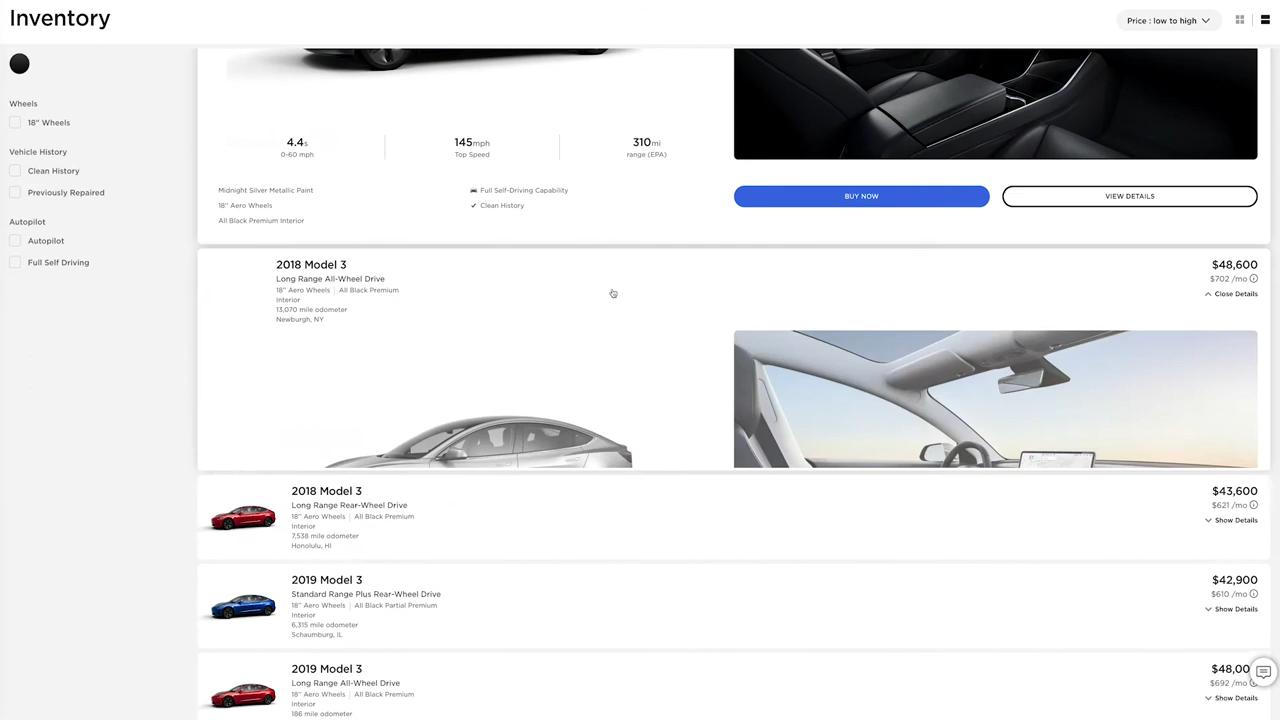 Inventory
Price : low to high
Wheels
18" Wheels
Vehicle History
Clean History
Previously Repaired
Autopilot
Autopilot
Full Self Driving
4.4s
0-60 mph
145mph
Top Speed
310mi
range (EPA)
Midnight Silver Metallic Paint
18" Aero Wheels
All Black Premium Interior
Full Self-Driving Capability
Clean History
BUY NOW
VIEW DETAILS
2018 Model 3
Long Range All-Wheel Drive
18" Aero Wheels | All Black Premium
Interior
13,070 mile odometer
Newburgh, NY
$48,600
$702 /mo
Close Details
2018 Model 3
Long Range Rear-Wheel Drive
18" Aero Wheels | All Black Premium
Interior
7,538 mile odometer
Honolulu, HI
$43,600
$621 /mo
Show Details
2019 Model 3
Standard Range Plus Rear-Wheel Drive
18" Aero Wheels | All Black Partial Premium
Interior
6,315 mile odometer
Schaumburg, IL
$42,900
$610 /mo
Show Details
2019 Model 3
Long Range All-Wheel Drive
18" Aero Wheels | All Black Premium
Interior
186 mile odometer
$48,00
$692 /mo
Show Details